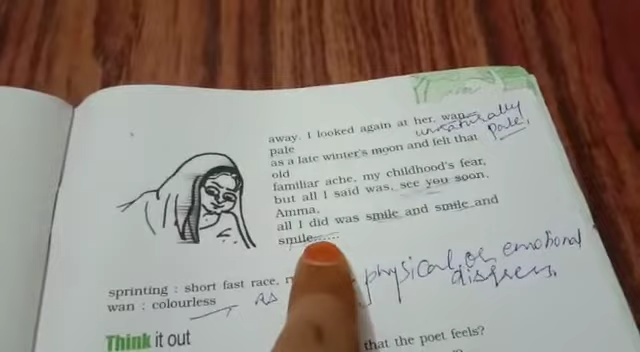 away, I looked again at her, wan,
pale
unnaturally
pale.
as a late winter's moon and felt that
old
familiar ache, my childhood's fear,
but all I said was, see you soon,
Amma,
all I did was smile and smile and
smile......
physical or emotional
distress.
sprinting : short fast race,
wan : colourless
As
Think it out
that the poet feels?